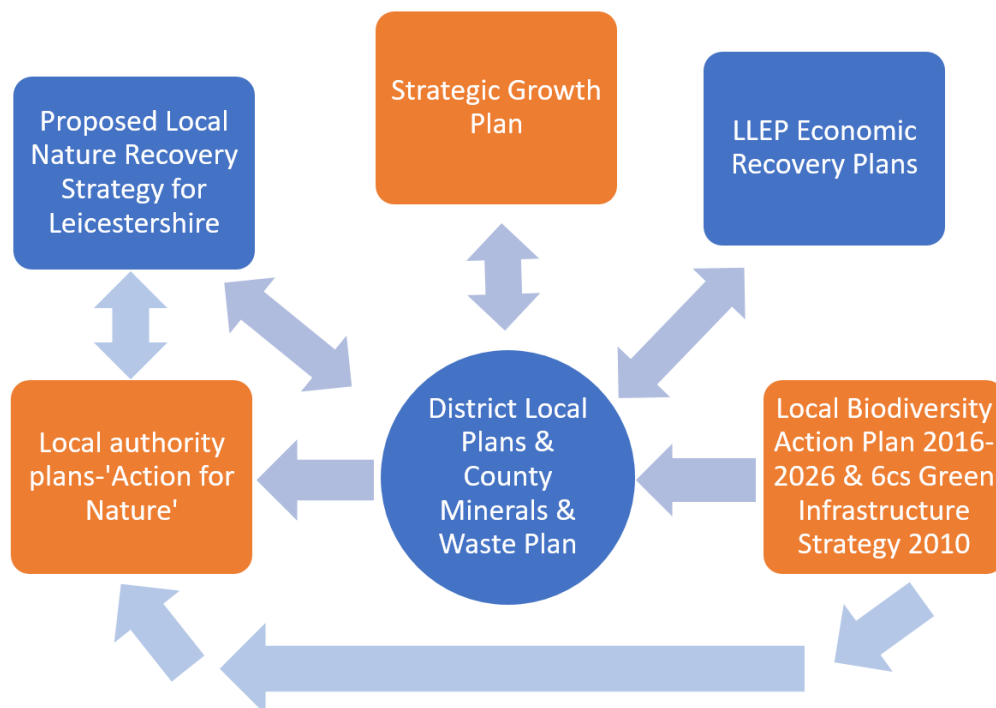 Strategic Growth
Plan
Proposed Local
Nature Recovery
Strategy for
Leicestershire
LLEP Economic
Recovery Plans
Local authority
plans-'Action for
Nature'
District Local
Plans &
County
Minerals &
Waste Plan
Local Biodiversity
Action Plan 2016-
2026 & 6cs Green
Infrastructure
Strategy 2010